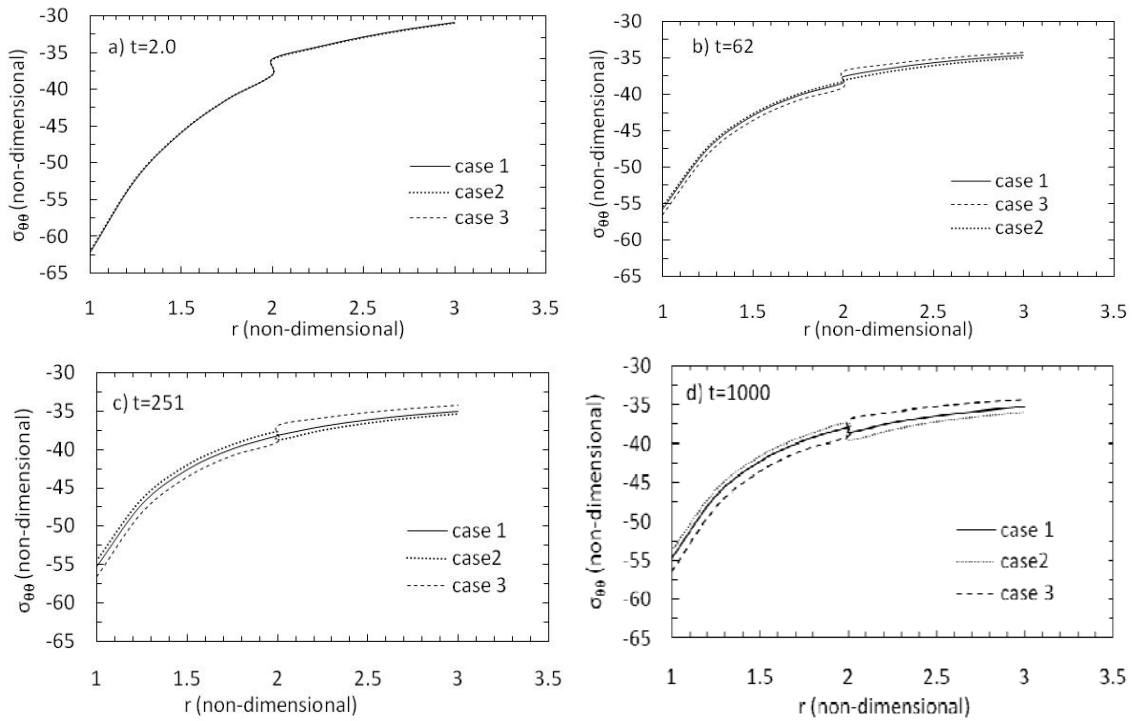 a) t=2.0
-30
-35
-40
-45
-50
-55
-60
-65
σθθ (non-dimensional)
case 1
case2
case 3
1 1.5 2 2.5 3 3.5
r (non-dimensional)
b) t=62
-30
-35
-40
-45
-50
-55
-60
-65
σθθ (non-dimensional)
case 1
case 3
case2
1 1.5 2 2.5 3 3.5
r (non-dimensional)
c) t=251
-30
-35
-40
-45
-50
-55
-60
-65
σθθ (non-dimensional)
case 1
case2
case 3
1 1.5 2 2.5 3 3.5
r (non-dimensional)
d) t=1000
-30
-35
-40
-45
-50
-55
-60
-65
σθθ (non-dimensional)
case 1
case2
case 3
1 1.5 2 2.5 3 3.5
r (non-dimensional)